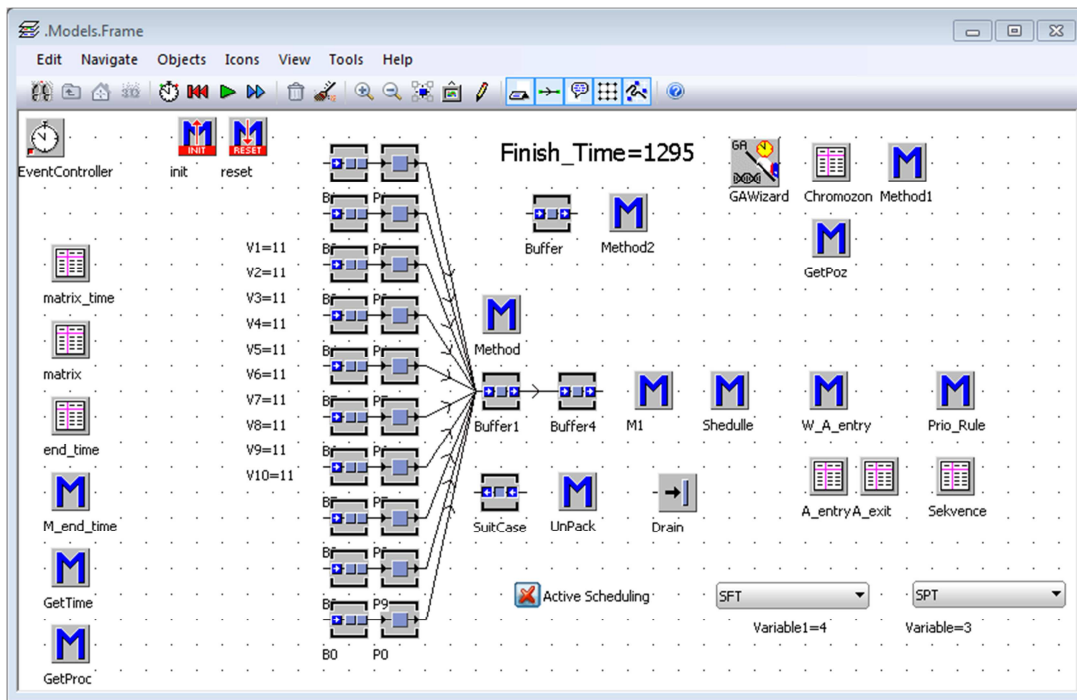 .Models.Frame
Edit Navigate Objects Icons View Tools Help
EventController
INIT
init
RESET
reset
Finish_Time=1295
GA
GAWizard
Chromozon
Method1
Buffer
Method2
GetPoz
matrix_time
matrix
end_time
M_end_time
GetTime
GetProc
V1=11
V2=11
V3=11
V4=11
V5=11
V6=11
V7=11
V8=11
V9=11
V10=11
P9
B0 P0
Method
Buffer1
Buffer4
M1
Shedulle
W_A_entry
Prio_Rule
SuitCase
UnPack
Drain
A_entry
A_exit
Sekvence
Active Scheduling
SFT
SPT
Variable1=4
Variable=3